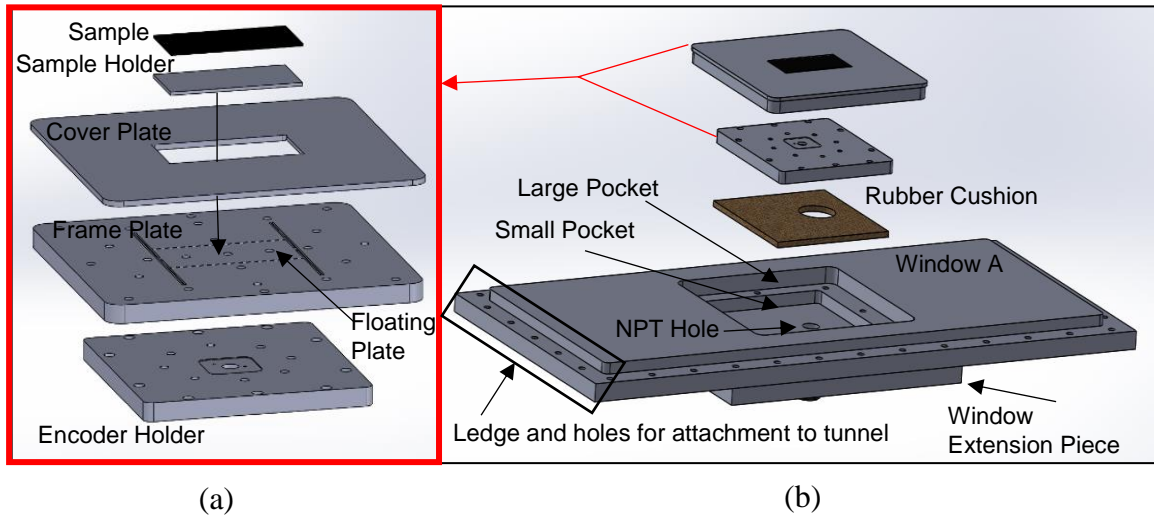 Sample
Sample Holder
Cover Plate
Frame Plate
Floating
Plate
Encoder Holder
Large Pocket
Small Pocket
Rubber Cushion
Window A
NPT Hole
Ledge and holes for attachment to tunnel
Window
Extension Piece
(a)
(b)